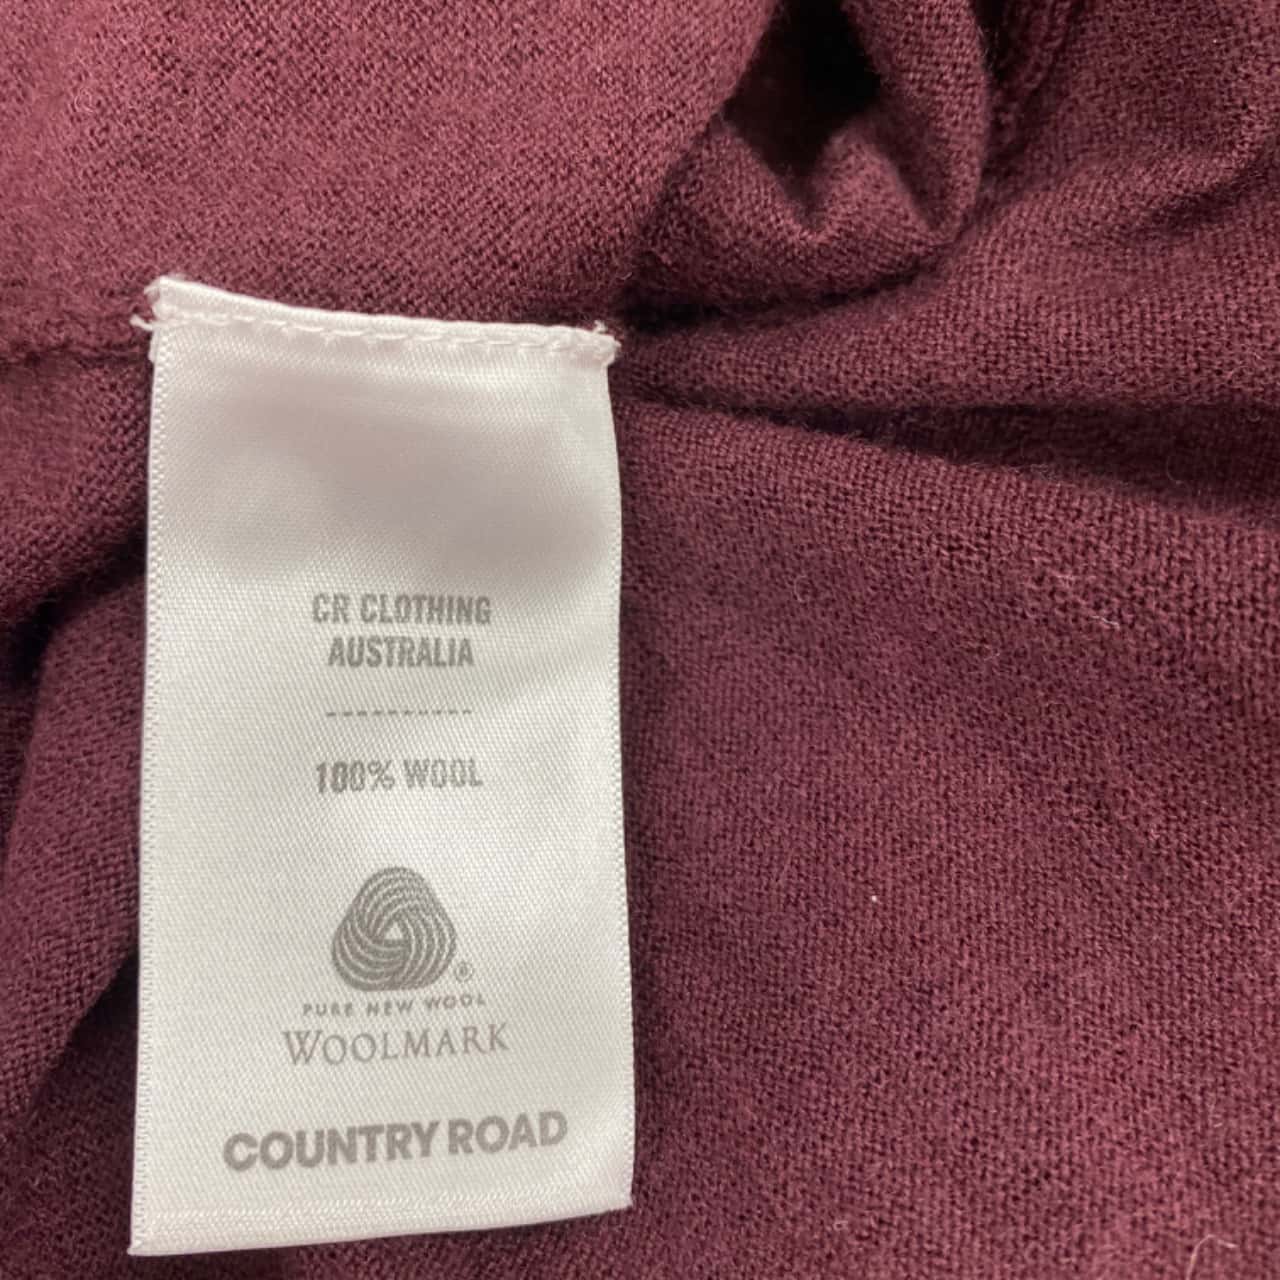 CR CLOTHING
AUSTRALIA
----------
100% WOOL
®
PURE NEW WOOL
WOOLMARK
COUNTRY ROAD